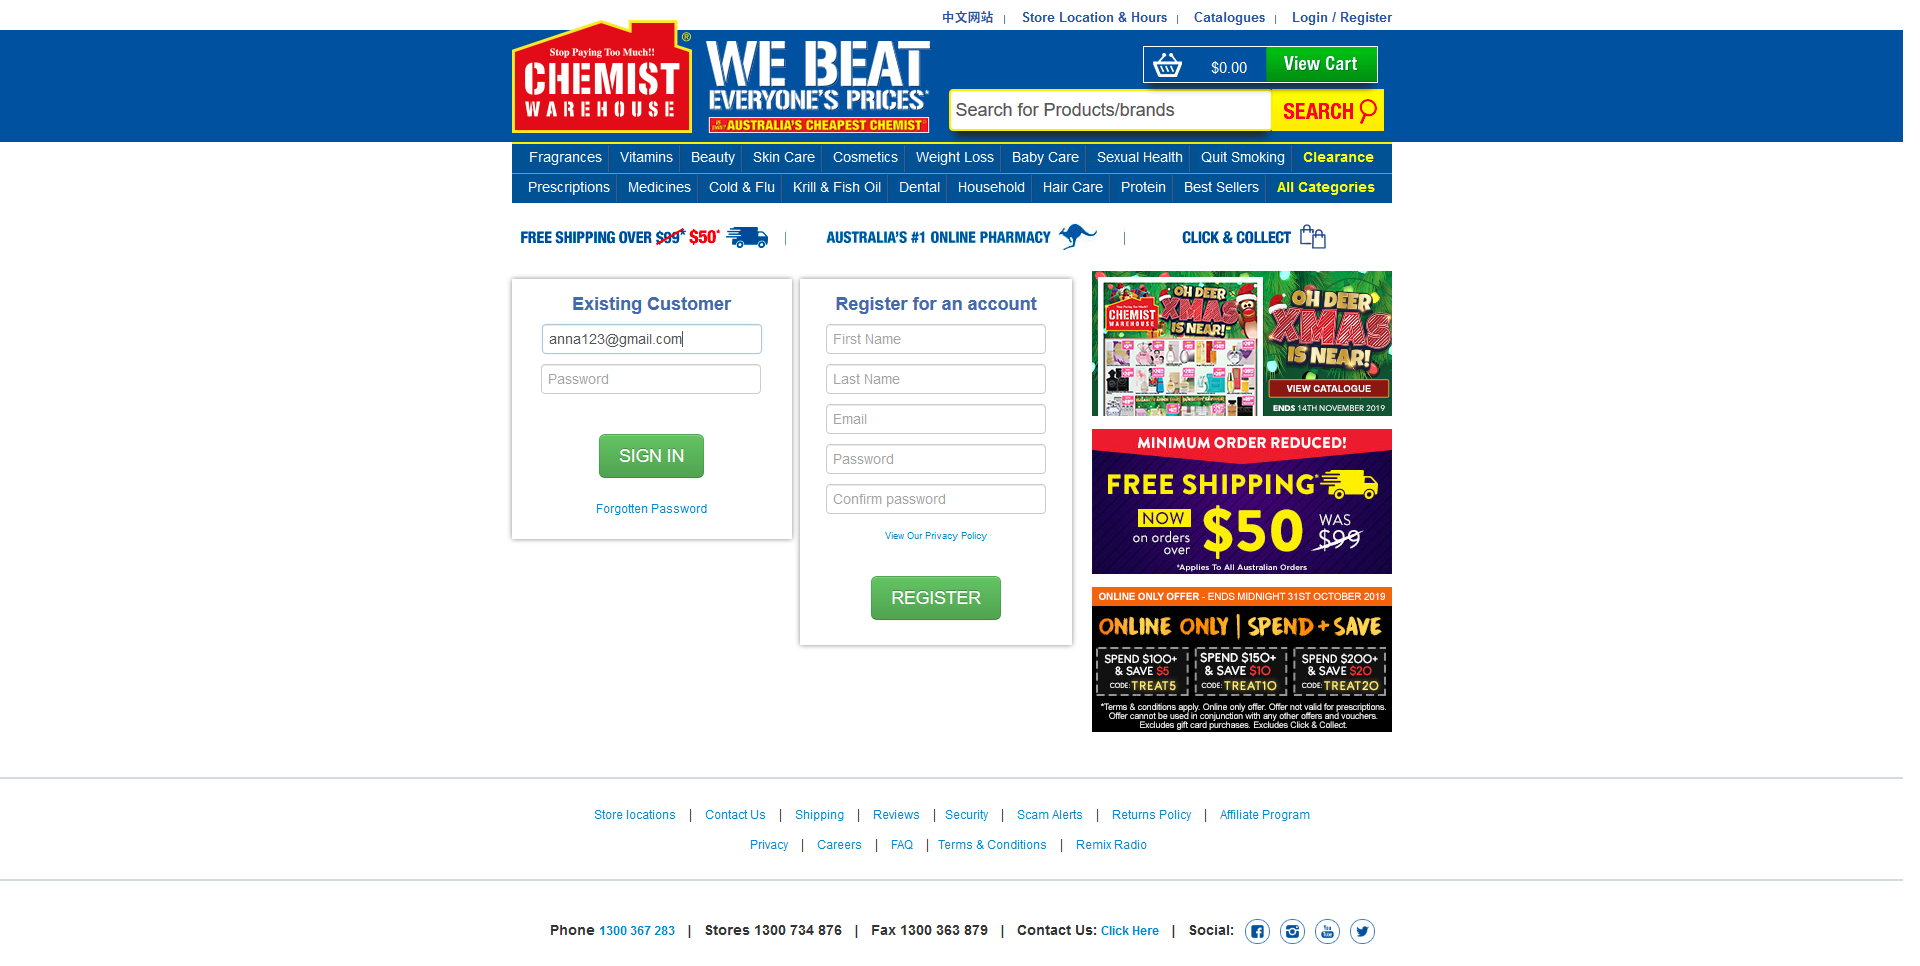 中文网站 | Store Location & Hours | Catalogues | Login / Register
Stop Paying Too Much!!
CHEMIST
WAREHOUSE
®
WE BEAT
EVERYONE'S PRICES*
AUSTRALIA'S CHEAPEST CHEMIST
$0.00
View Cart
Search for Products/brands
SEARCH
Fragrances Vitamins Beauty Skin Care Cosmetics Weight Loss Baby Care Sexual Health Quit Smoking Clearance
Prescriptions Medicines Cold & Flu Krill & Fish Oil Dental Household Hair Care Protein Best Sellers All Categories
FREE SHIPPING OVER $99* $50* | AUSTRALIA'S #1 ONLINE PHARMACY | CLICK & COLLECT
Existing Customer
anna123@gmail.com
Password
SIGN IN
Forgotten Password
Register for an account
First Name
Last Name
Email
Password
Confirm password
View Our Privacy Policy
REGISTER
Stop Paying Too Much!!
CHEMIST
WAREHOUSE
OH DEER
XMAS
IS NEAR!
OH DEER
XMAS
IS NEAR!
VIEW CATALOGUE
ENDS 14TH NOVEMBER 2019
MINIMUM ORDER REDUCED!
FREE SHIPPING*
NOW
on orders
over
$50
WAS
$99
*Applies To All Australian Orders
ONLINE ONLY OFFER - ENDS MIDNIGHT 31ST OCTOBER 2019
ONLINE ONLY | SPEND + SAVE
SPEND $100+
& SAVE $5
CODE: TREAT5
SPEND $150+
& SAVE $10
CODE: TREAT10
SPEND $200+
& SAVE $20
CODE: TREAT20
*Terms & conditions apply. Online only offer. Offer not valid for prescriptions.
Offer cannot be used in conjunction with any other offers and vouchers.
Excludes gift card purchases. Excludes Click & Collect.
Store locations | Contact Us | Shipping | Reviews | Security | Scam Alerts | Returns Policy | Affiliate Program
Privacy | Careers | FAQ | Terms & Conditions | Remix Radio
Phone 1300 367 283 | Stores 1300 734 876 | Fax 1300 363 879 | Contact Us: Click Here | Social:
You
Tube